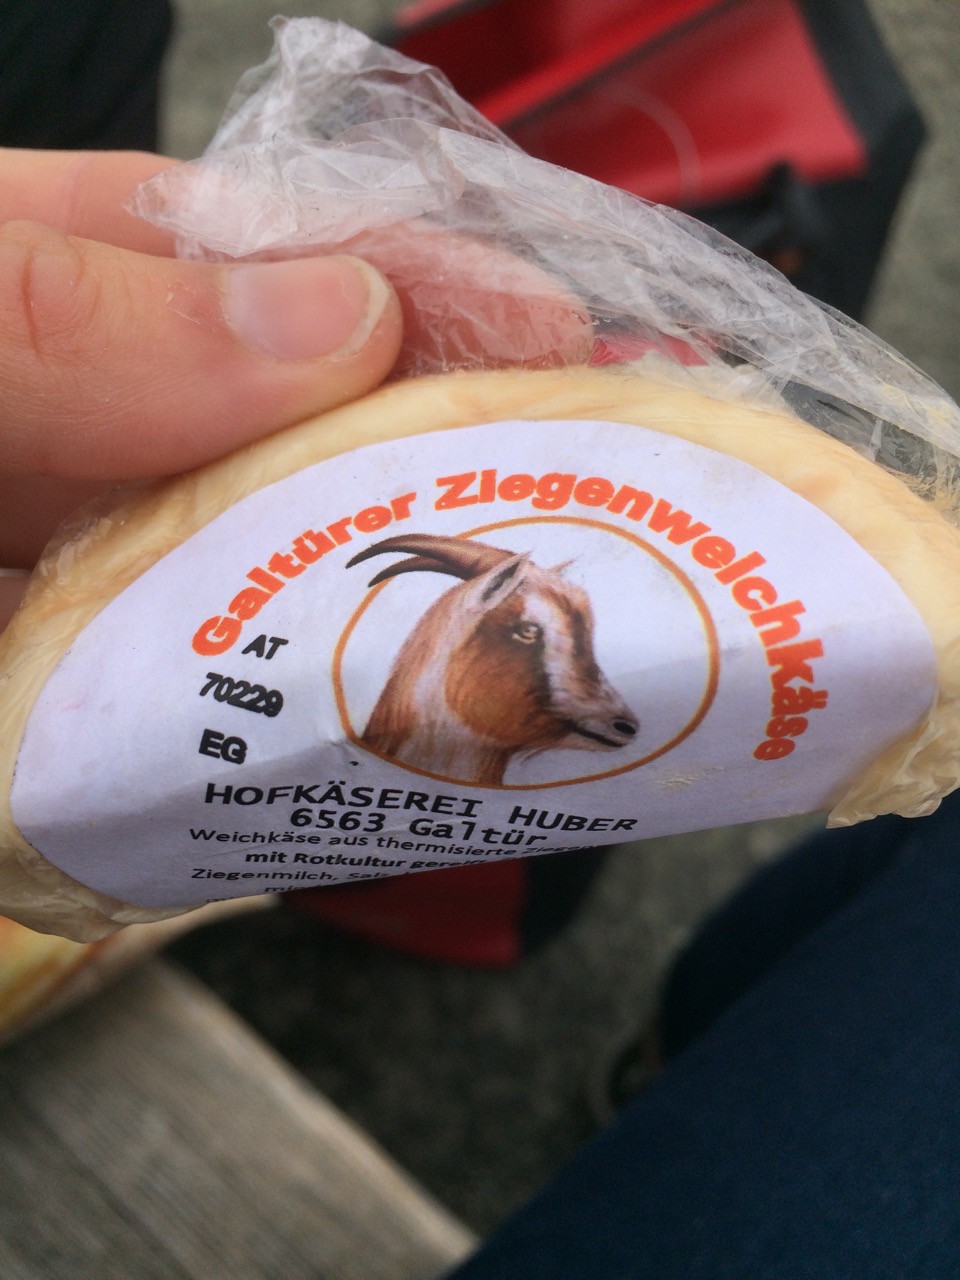 Galtürer Ziegenweichkäse
AT
70229
EG
HOFKÄSEREI HUBER
6563 Galtür
Weichkäse aus thermisierte
mit Rotkultur
Ziegenmilch,